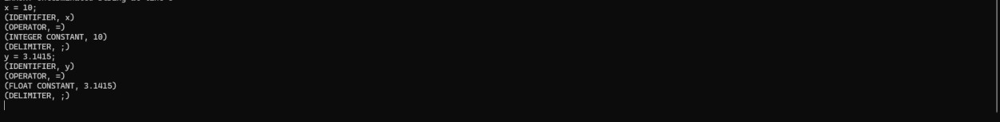 x = 10;
(IDENTIFIER, x)
(OPERATOR, =)
(INTEGER CONSTANT, 10)
(DELIMITER, ;)
y = 3.1415;
(IDENTIFIER, y)
(OPERATOR, =)
(FLOAT CONSTANT, 3.1415)
(DELIMITER, ;)